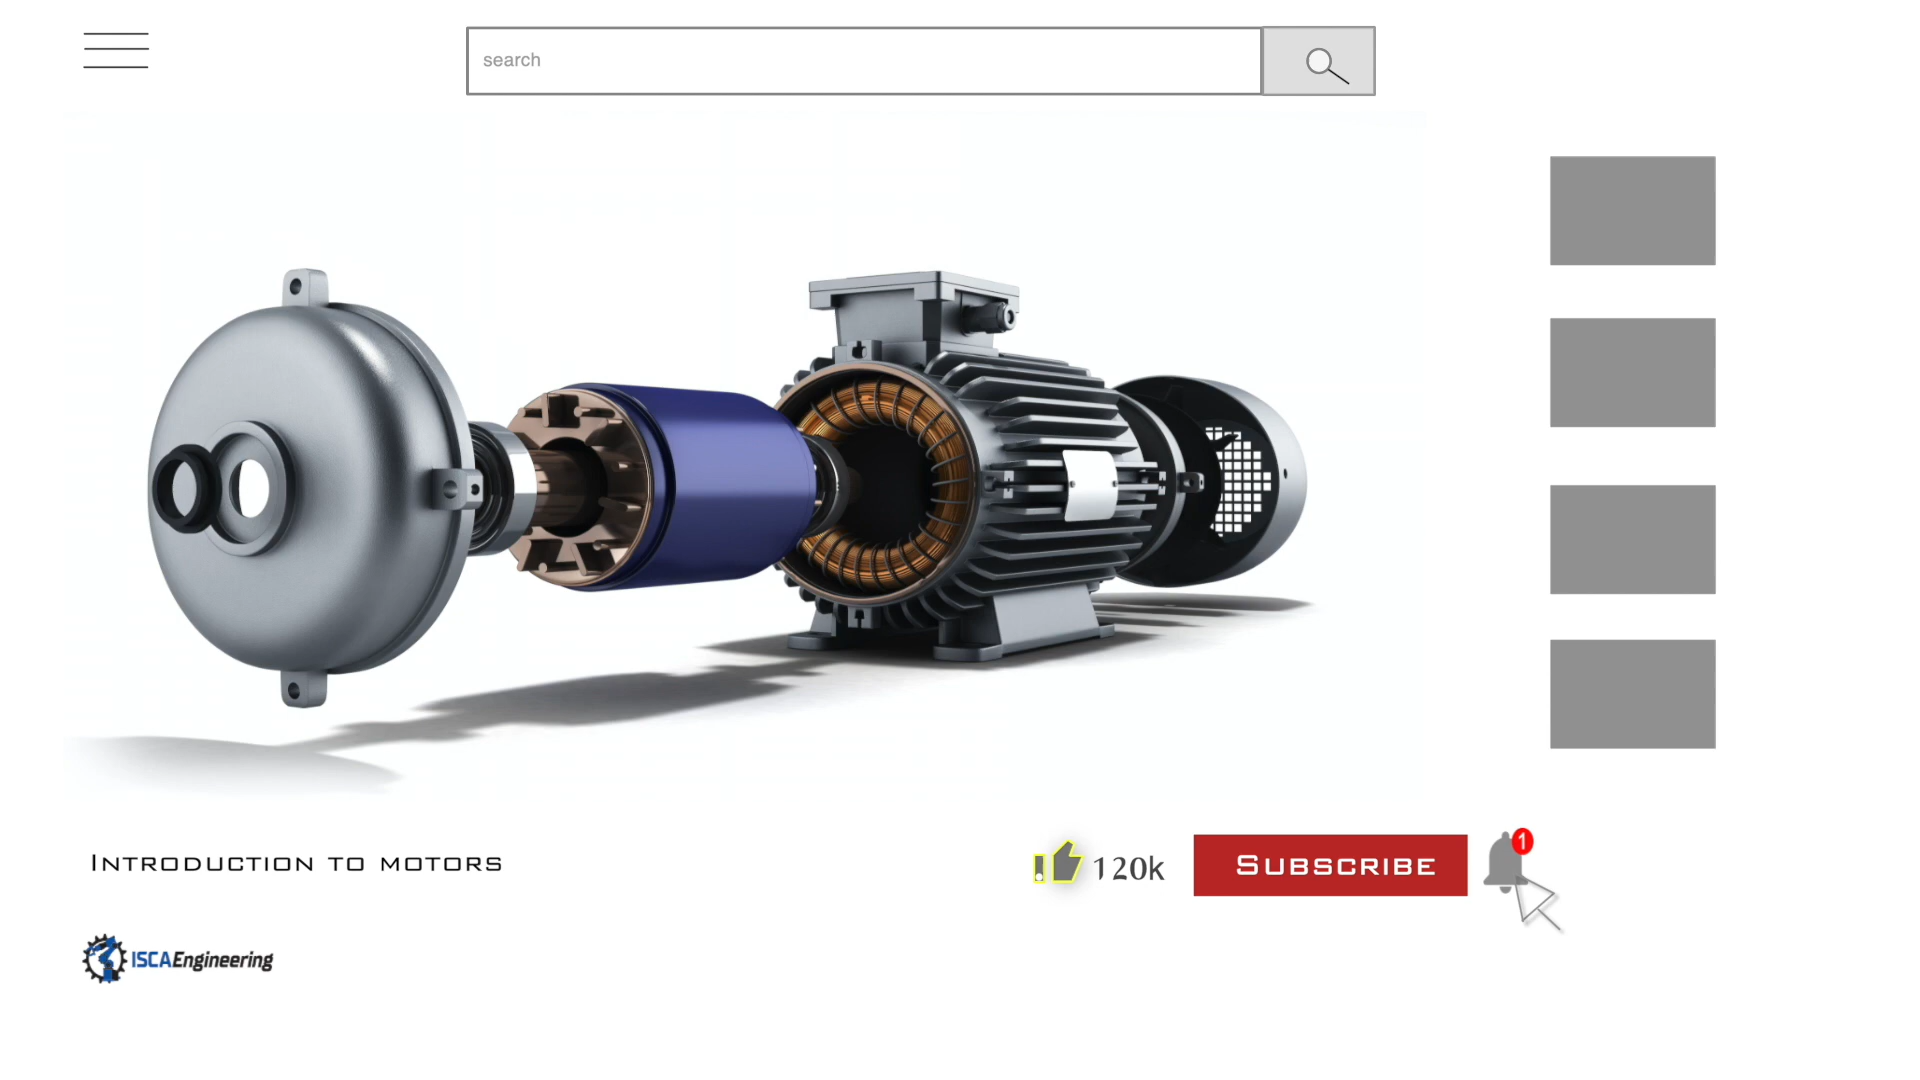 search
Introduction to motors
120k
Subscribe
1
ISCAEngineering